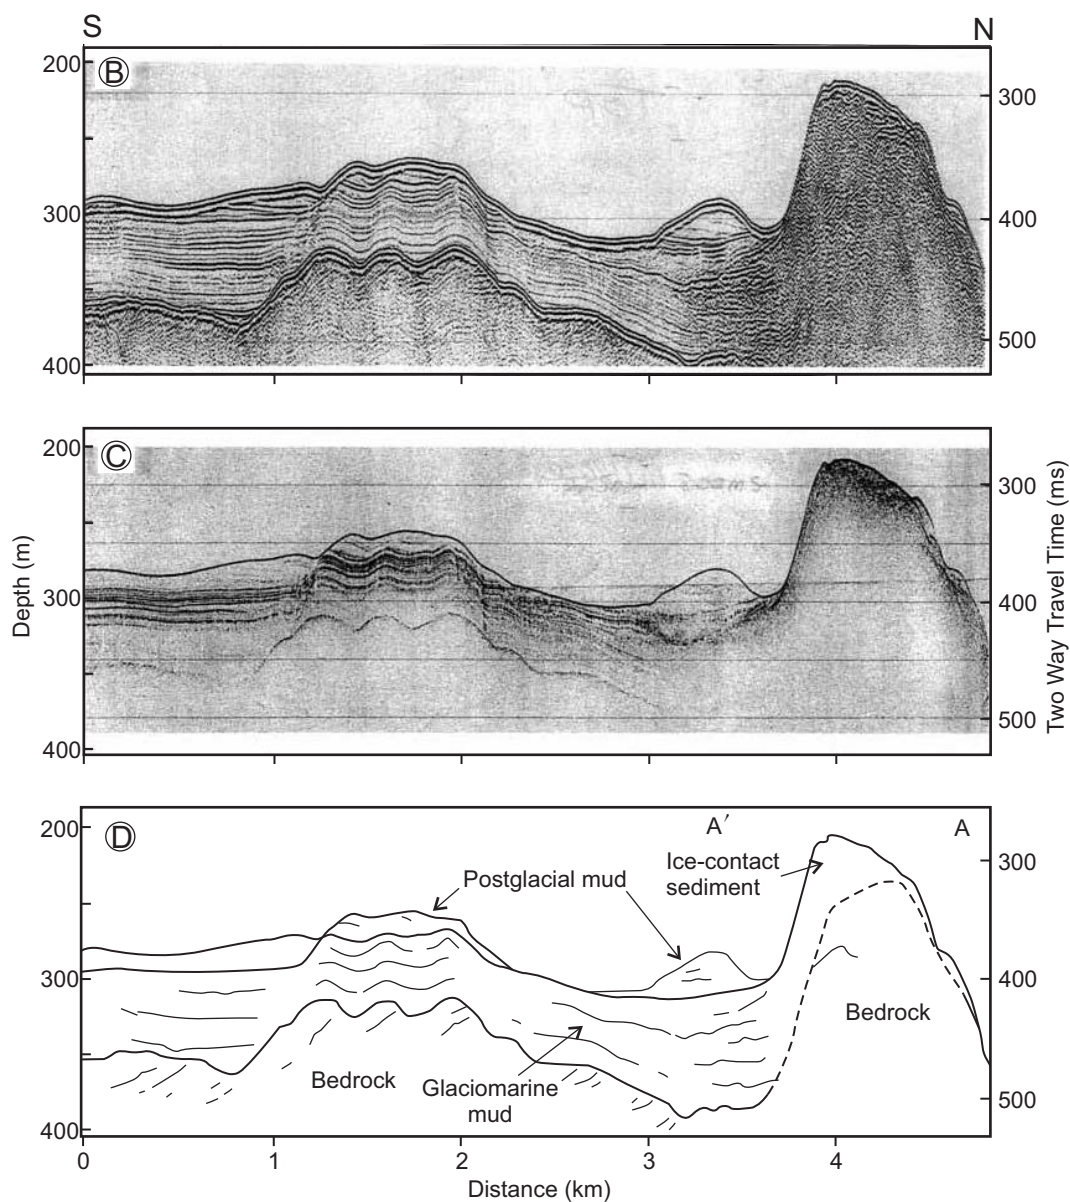 S N
B
200
300
400
300
400
500
C
200
300
400
300
400
500
Depth (m)
Two Way Travel Time (ms)
D
A′ A
200
300
400
300
400
500
Postglacial mud
Ice-contact
sediment
Bedrock
Bedrock
Glaciomarine
mud
0 1 2 3 4
Distance (km)